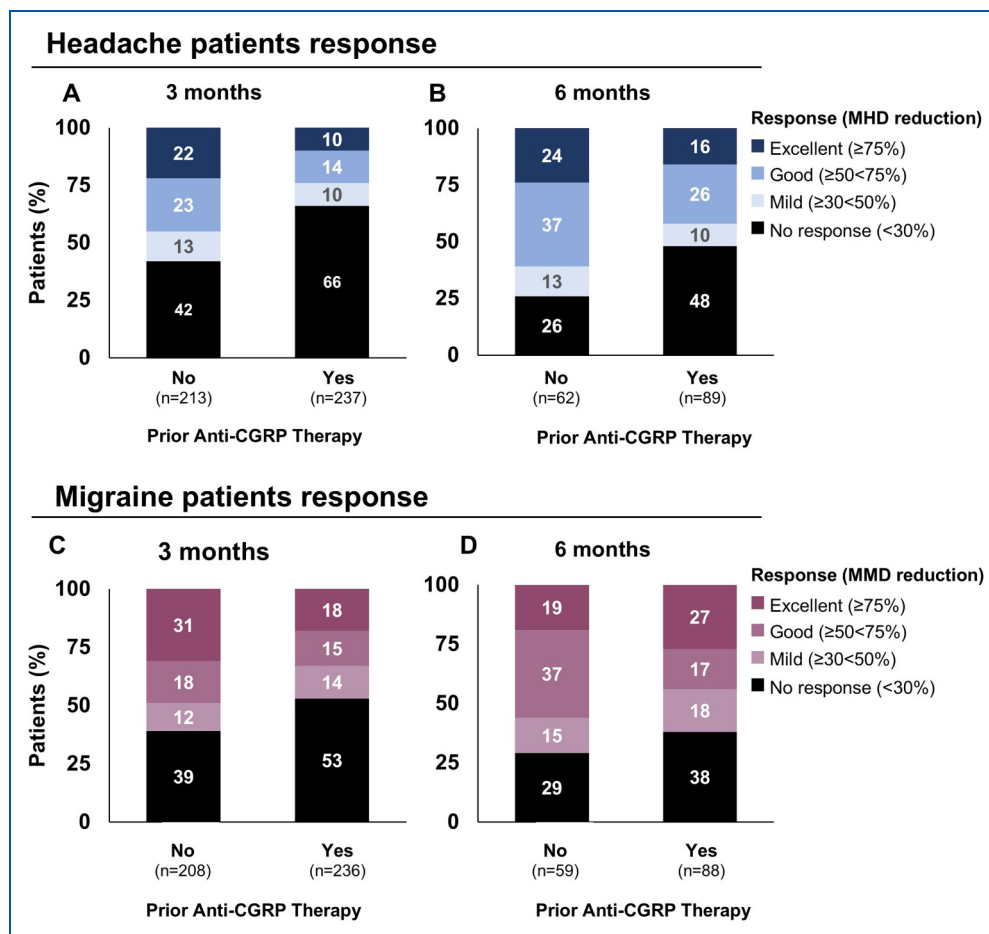 Headache patients response
A
3 months
B
6 months
Response (MHD reduction)
Excellent (≥75%)
Good (≥50<75%)
Mild (≥30<50%)
No response (<30%)
Patients (%)
100
75
50
25
0
22
23
13
42
10
14
10
66
No
(n=213)
Yes
(n=237)
Prior Anti-CGRP Therapy
100
75
50
25
0
24
37
13
26
16
26
10
48
No
(n=62)
Yes
(n=89)
Prior Anti-CGRP Therapy
Migraine patients response
C
3 months
D
6 months
Response (MMD reduction)
Excellent (≥75%)
Good (≥50<75%)
Mild (≥30<50%)
No response (<30%)
Patients (%)
100
75
50
25
0
31
18
12
39
18
15
14
53
No
(n=208)
Yes
(n=236)
Prior Anti-CGRP Therapy
100
75
50
25
0
19
37
15
29
27
17
18
38
No
(n=59)
Yes
(n=88)
Prior Anti-CGRP Therapy